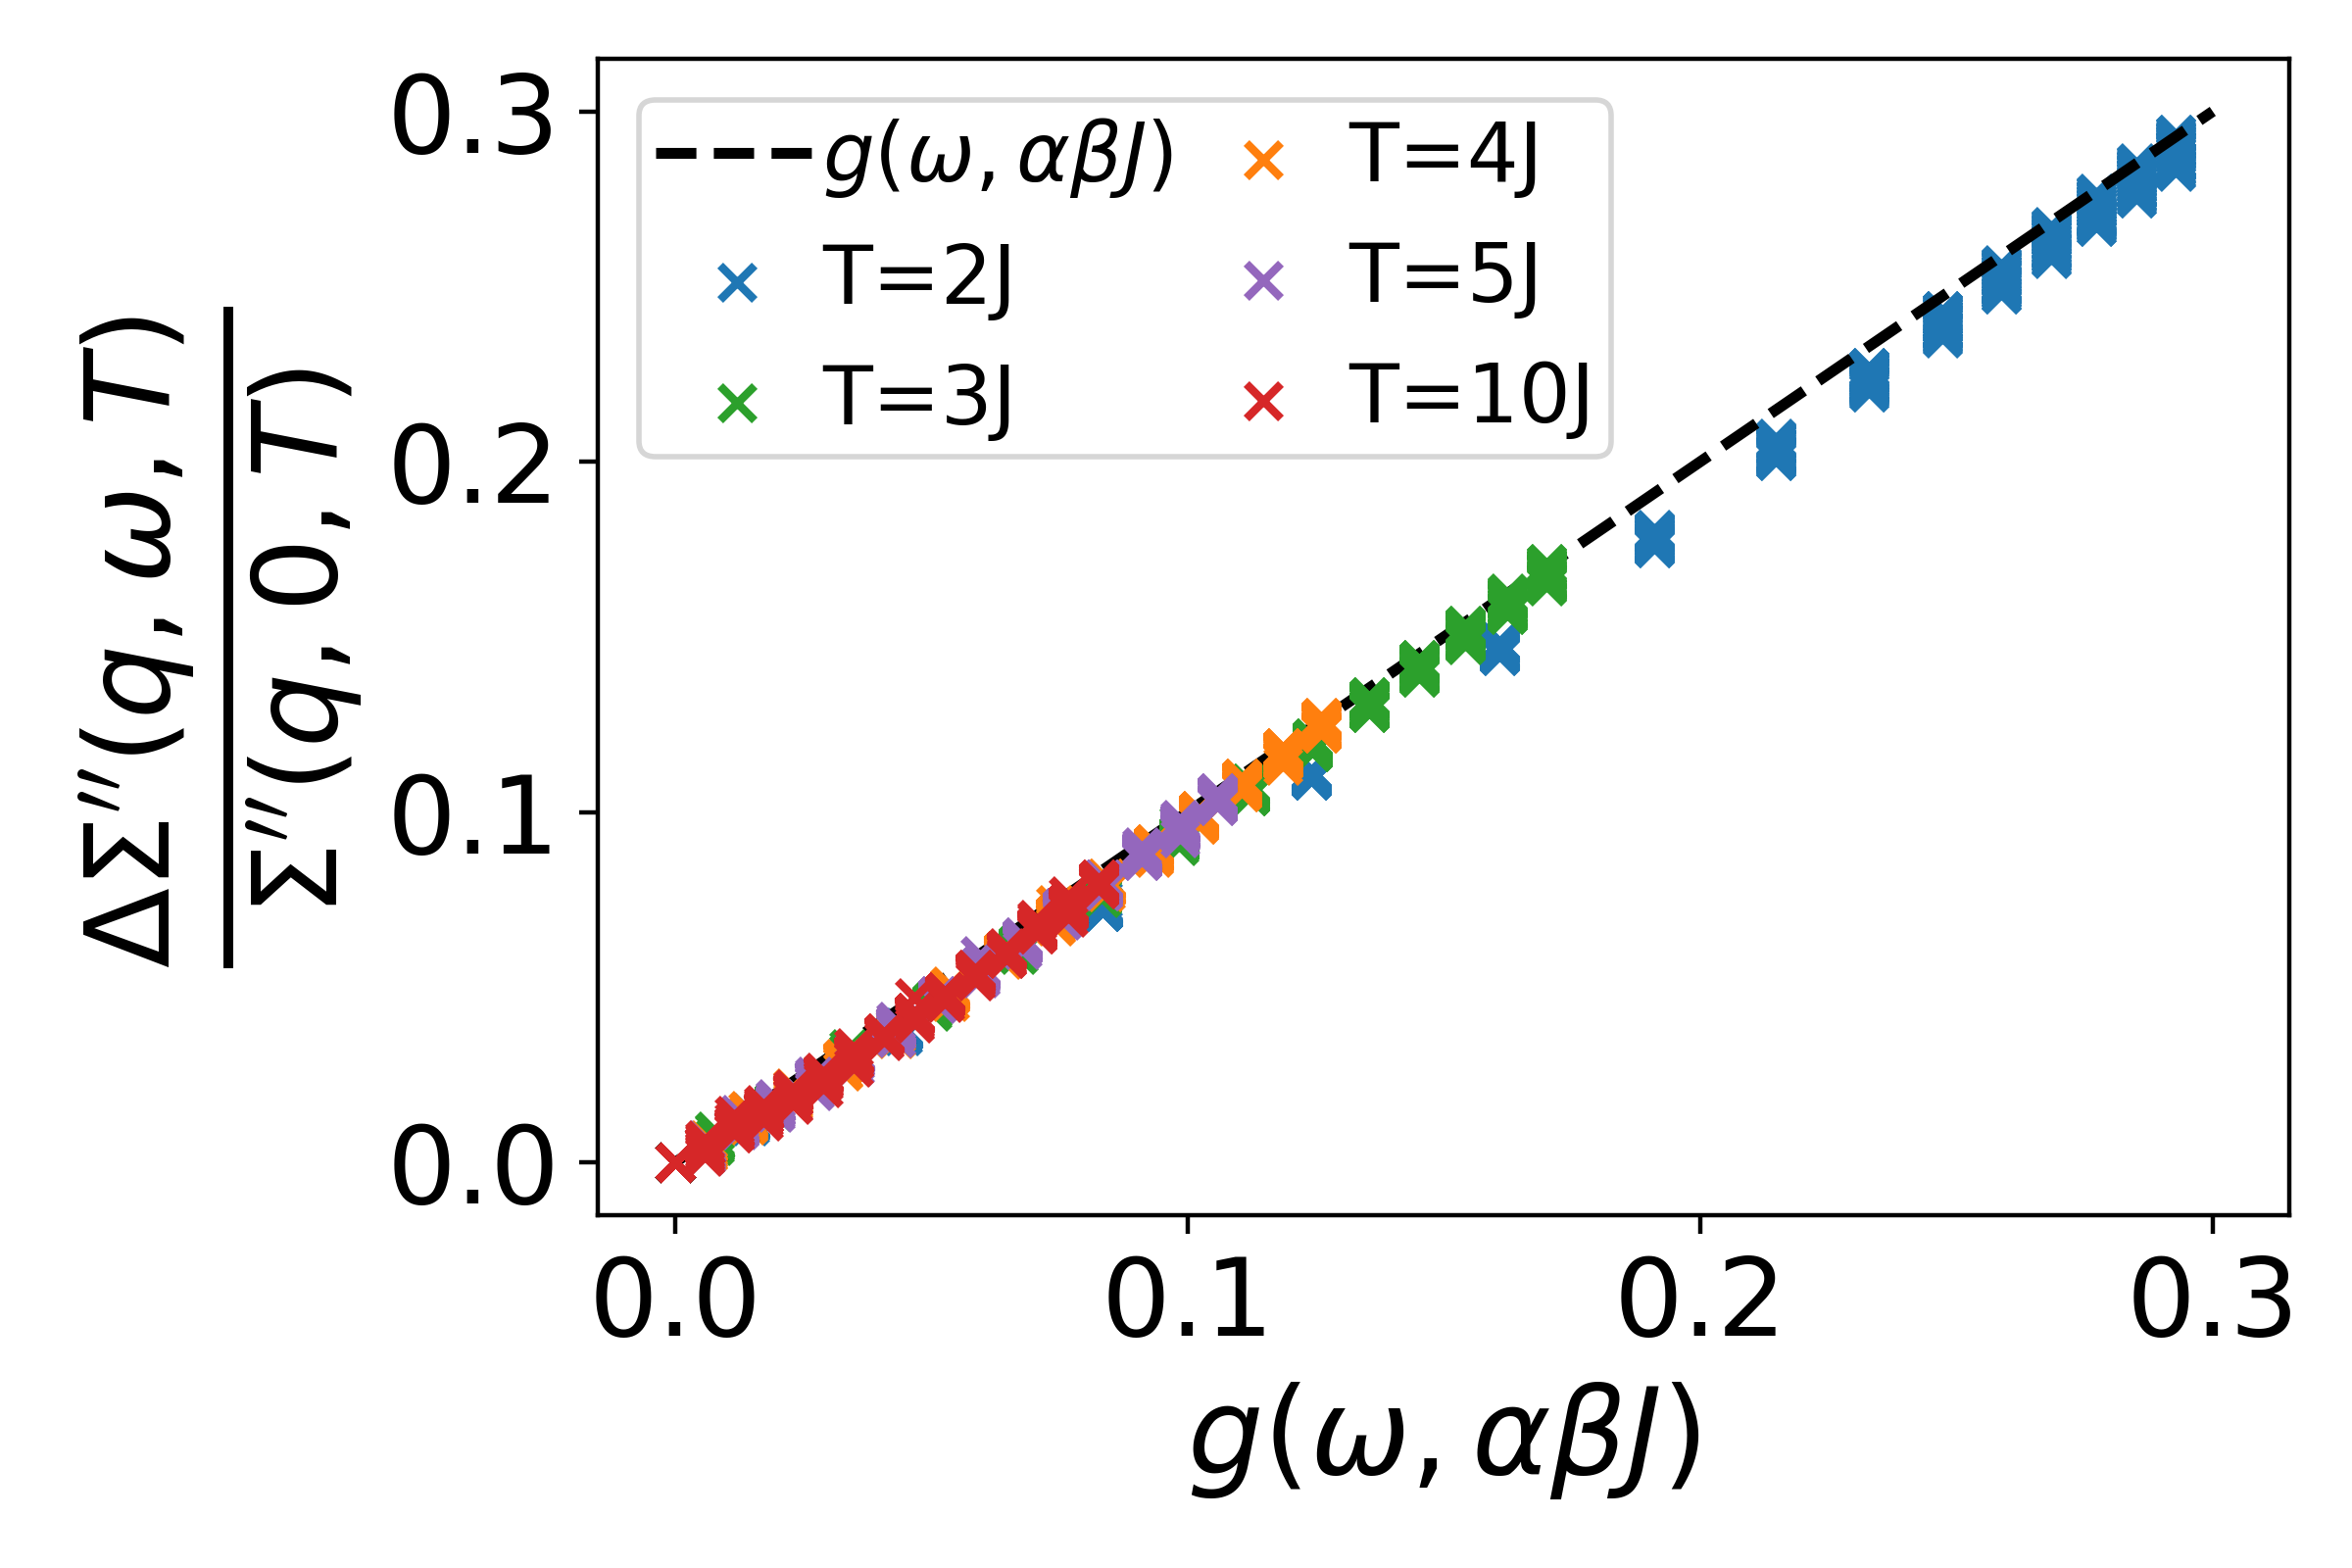 ΔΣ′′(q, ω, T)
Σ′′(q, 0, T)
0.3
0.2
0.1
0.0
g(ω, αβJ)
T=2J
T=3J
T=4J
T=5J
T=10J
0.0 0.1 0.2 0.3
g(ω, αβJ)